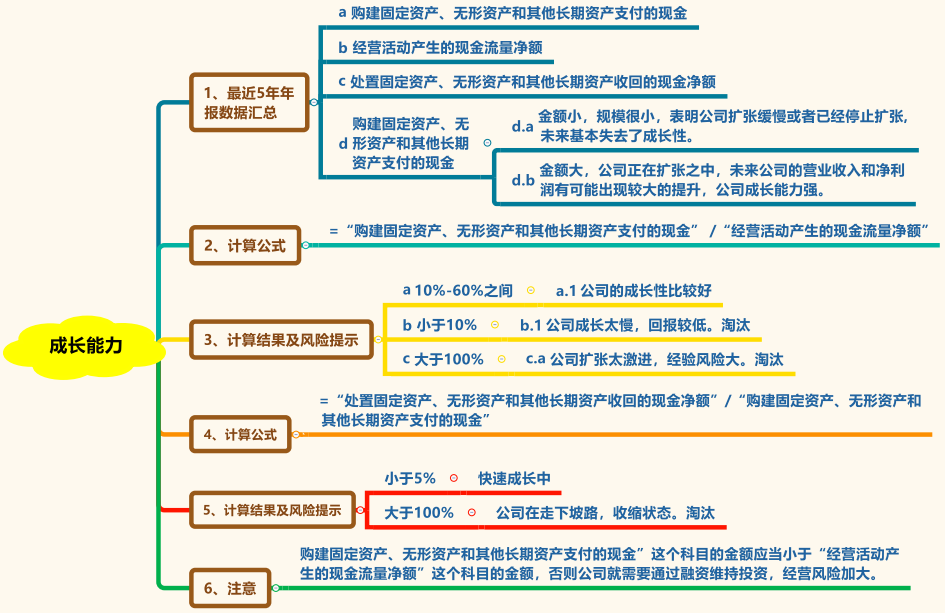 a 购建固定资产、无形资产和其他长期资产支付的现金
b 经营活动产生的现金流量净额
1、最近5年年
报数据汇总
c 处置固定资产、无形资产和其他长期资产收回的现金净额
购建固定资产、无
d 形资产和其他长期
资产支付的现金
d.a 金额小，规模很小，表明公司扩张缓慢或者已经停止扩张,
未来基本失去了成长性。
d.b 金额大，公司正在扩张之中，未来公司的营业收入和净利
润有可能出现较大的提升，公司成长能力强。
2、计算公式
=“购建固定资产、无形资产和其他长期资产支付的现金” /“经营活动产生的现金流量净额”
成长能力
3、计算结果及风险提示
a 10%-60%之间
a.1 公司的成长性比较好
b 小于10%
b.1 公司成长太慢，回报较低。淘汰
c 大于100%
c.a 公司扩张太激进，经验风险大。淘汰
4、计算公式
=“处置固定资产、无形资产和其他长期资产收回的现金净额”/“购建固定资产、无形资产和
其他长期资产支付的现金”
5、计算结果及风险提示
小于5%
快速成长中
大于100%
公司在走下坡路，收缩状态。淘汰
6、注意
购建固定资产、无形资产和其他长期资产支付的现金”这个科目的金额应当小于“经营活动产
生的现金流量净额”这个科目的金额，否则公司就需要通过融资维持投资，经营风险加大。